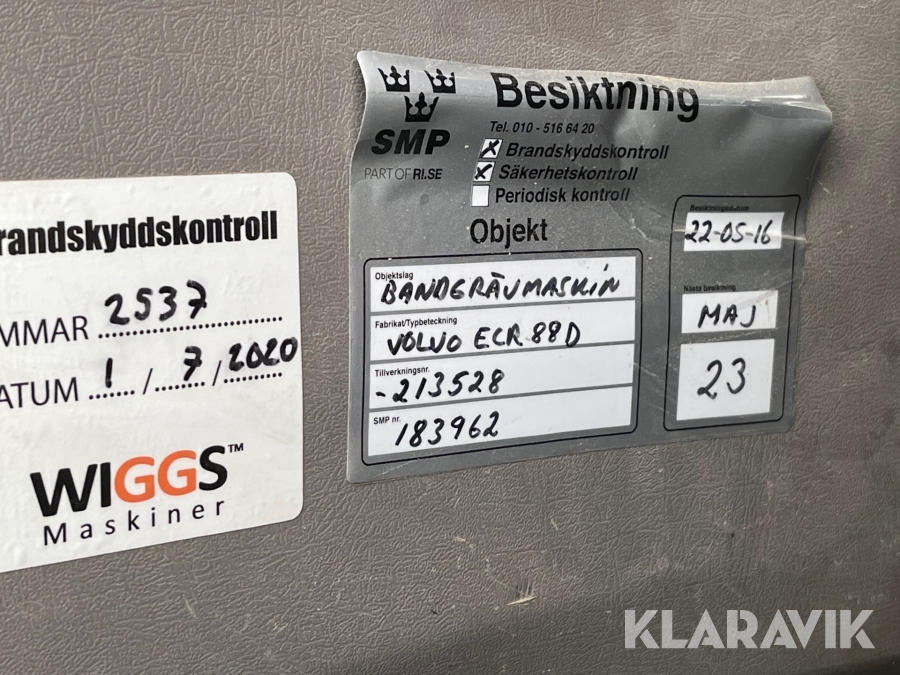 randskyddskontroll
MMAR 2537
ATUM 1 / 7 / 2020
WIGGS™
Maskiner
SMP
PART OF RI.SE
Besiktning
Tel. 010 - 516 64 20
Brandskyddskontroll
Säkerhetskontroll
Periodisk kontroll
Objekt
Objektslag
BANDGRÄVMASKIN
Fabrikat/Typbeteckning
VOLVO ECR 88D
Tillverkningsnr.
-213528
SMP nr.
183962
Besiktningsdatum
22-05-16
Nästa besiktning
MAJ
23
KLARAVIK